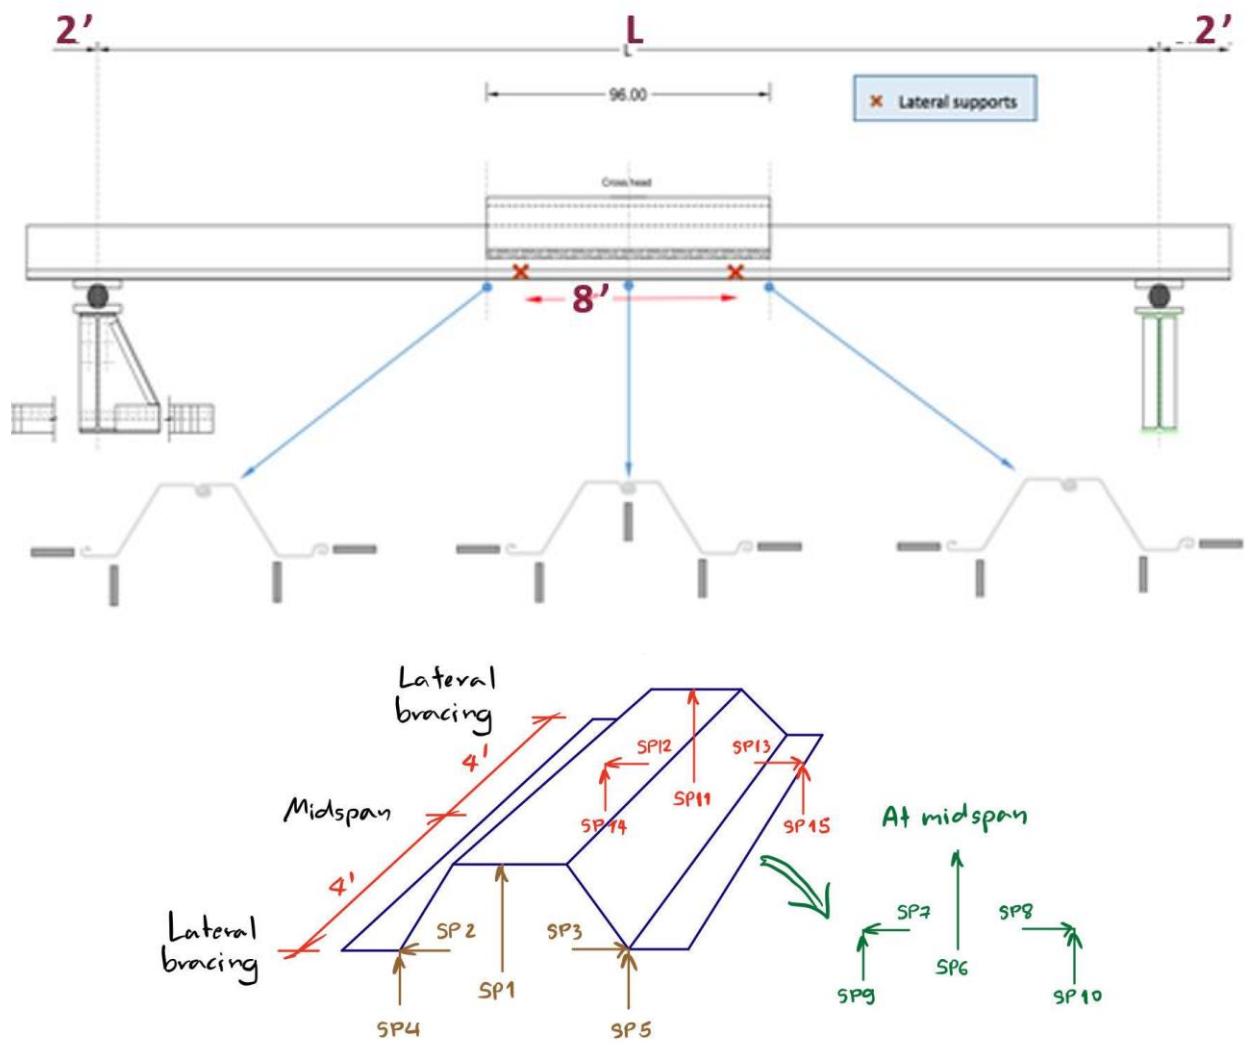 2’ L 2’
L
96.00
× Lateral supports
Cross head
8’
Lateral
bracing
4'
SP12 SP13
SP11
Midspan
SP14 SP15
At midspan
4'
SP7 SP8
Lateral
bracing
SP2 SP3
SP6
SP1
SP9 SP10
SP4 SP5